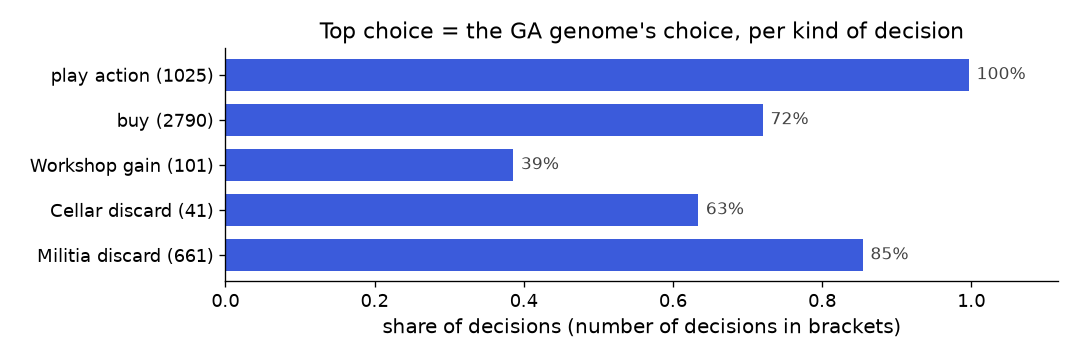 Top choice = the GA genome's choice, per kind of decision
play action (1025)
100%
buy (2790)
72%
Workshop gain (101)
39%
Cellar discard (41)
63%
Militia discard (661)
85%
0.0 0.2 0.4 0.6 0.8 1.0
share of decisions (number of decisions in brackets)